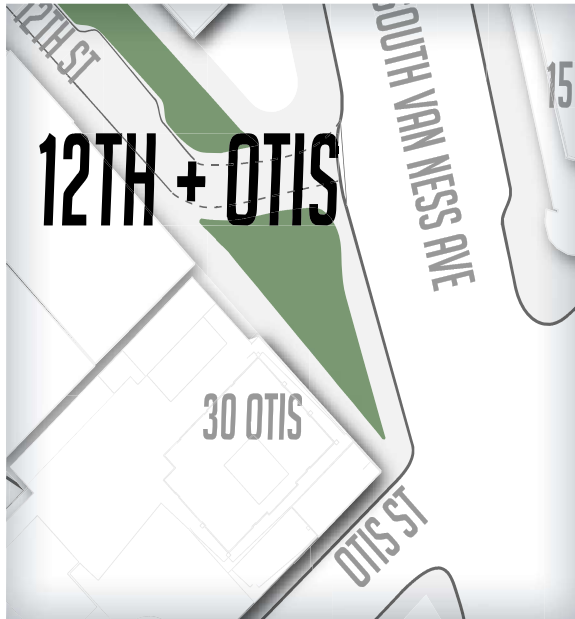 12TH ST
SOUTH VAN NESS AVE
15
12TH + OTIS
30 OTIS
OTIS ST